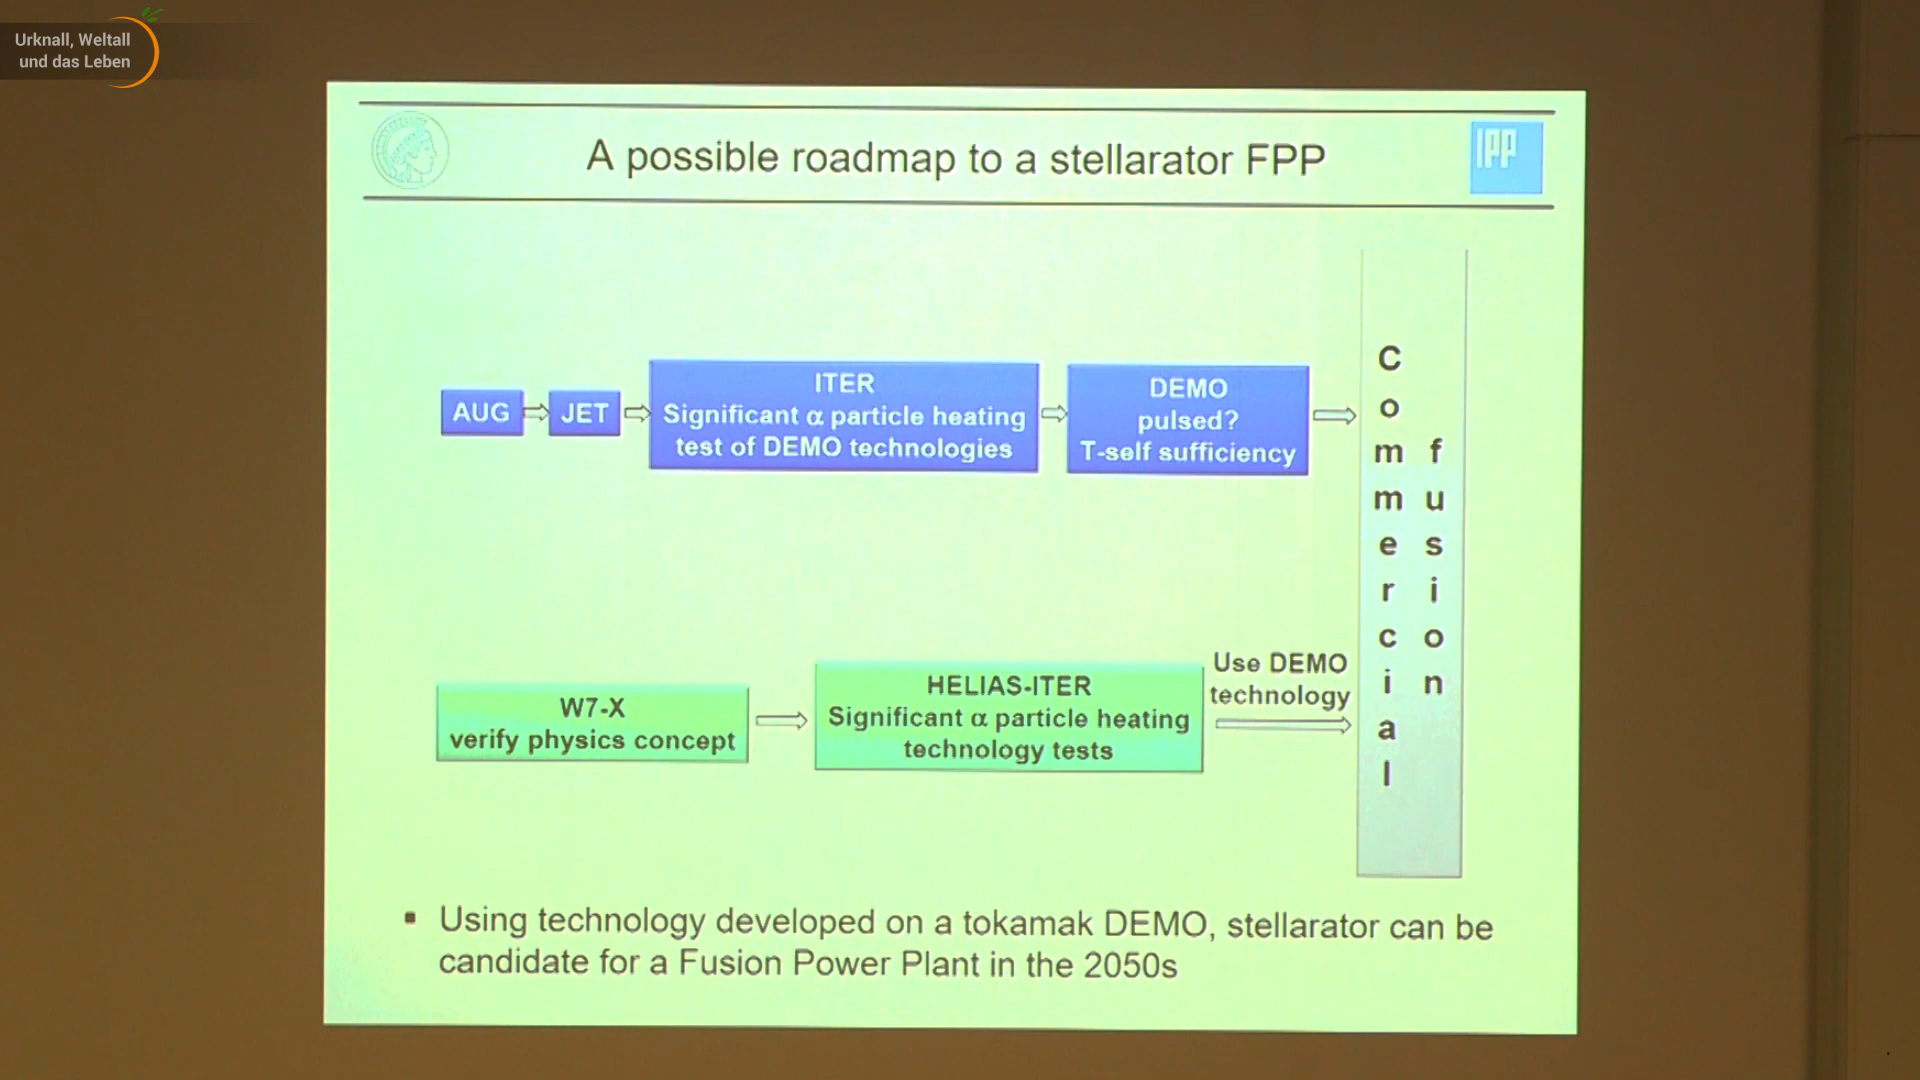 Urknall, Weltall
und das Leben
A possible roadmap to a stellarator FPP
IPP
AUG
JET
ITER
Significant α particle heating
test of DEMO technologies
DEMO
pulsed?
T-self sufficiency
Commercial
fusion
W7-X
verify physics concept
HELIAS-ITER
Significant α particle heating
technology tests
Use DEMO
technology
▪ Using technology developed on a tokamak DEMO, stellarator can be
candidate for a Fusion Power Plant in the 2050s